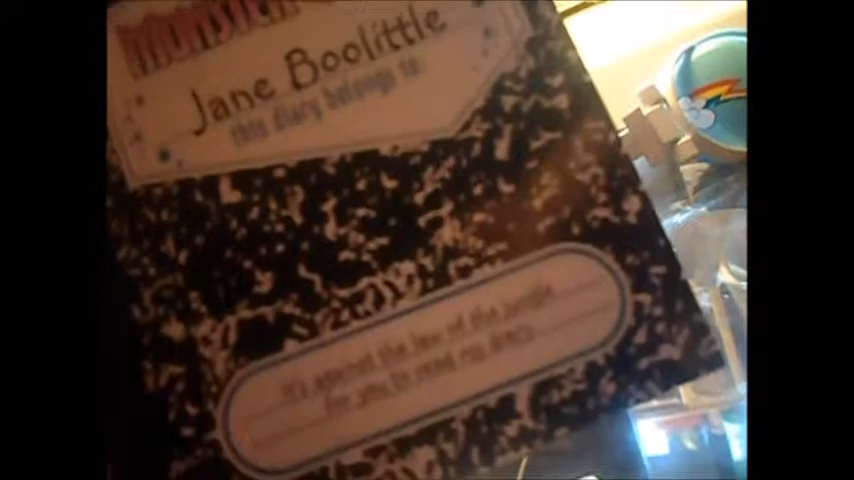 MONSTER
Jane Boolittle
this diary belongs to:
It's against the law of the jungle
for you to read my diary.